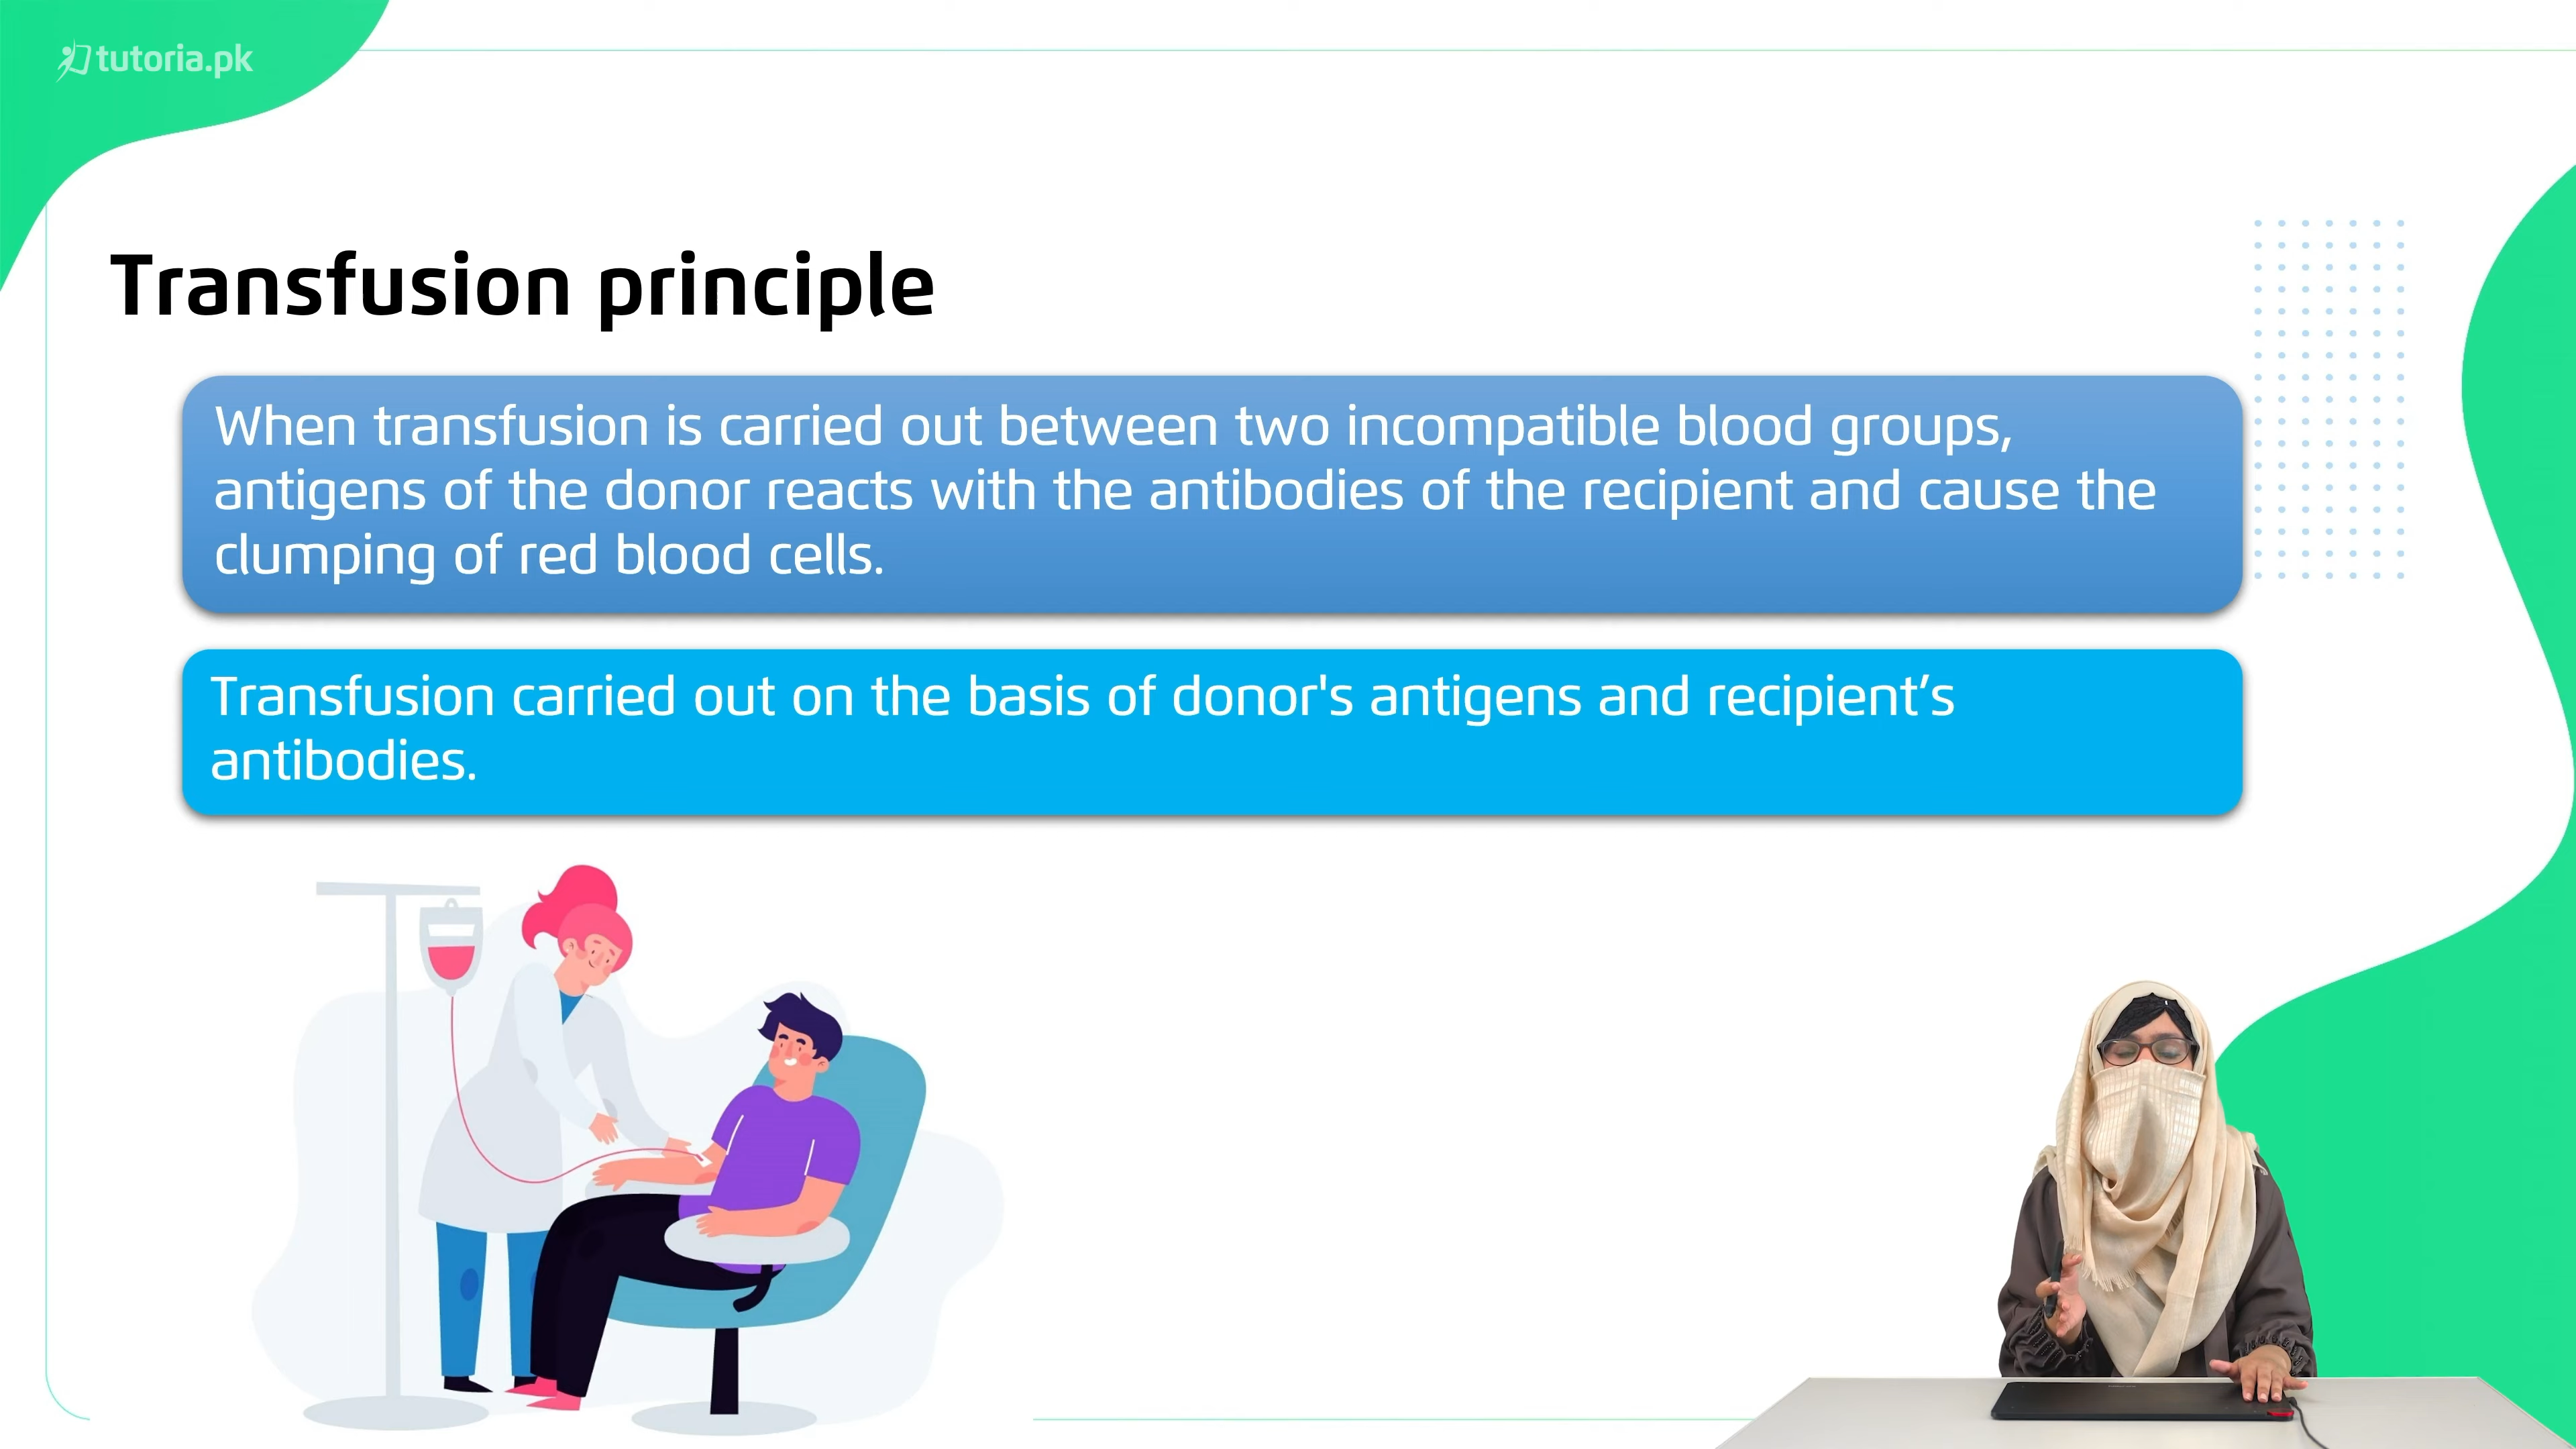 tutoria.pk
Transfusion principle
When transfusion is carried out between two incompatible blood groups,
antigens of the donor reacts with the antibodies of the recipient and cause the
clumping of red blood cells.
Transfusion carried out on the basis of donor's antigens and recipient’s
antibodies.